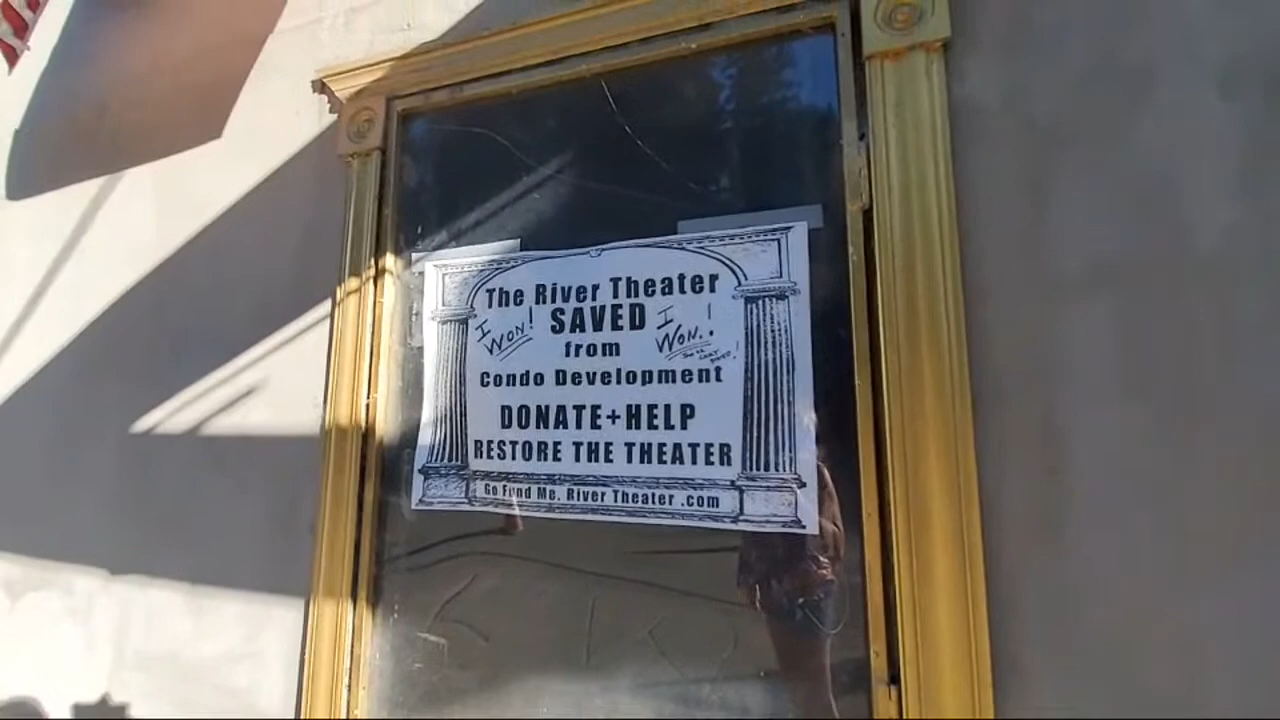 The River Theater
I WON! SAVED I WON.!
from
Condo Development
DONATE+HELP
RESTORE THE THEATER
Go Fund Me. River Theater .com